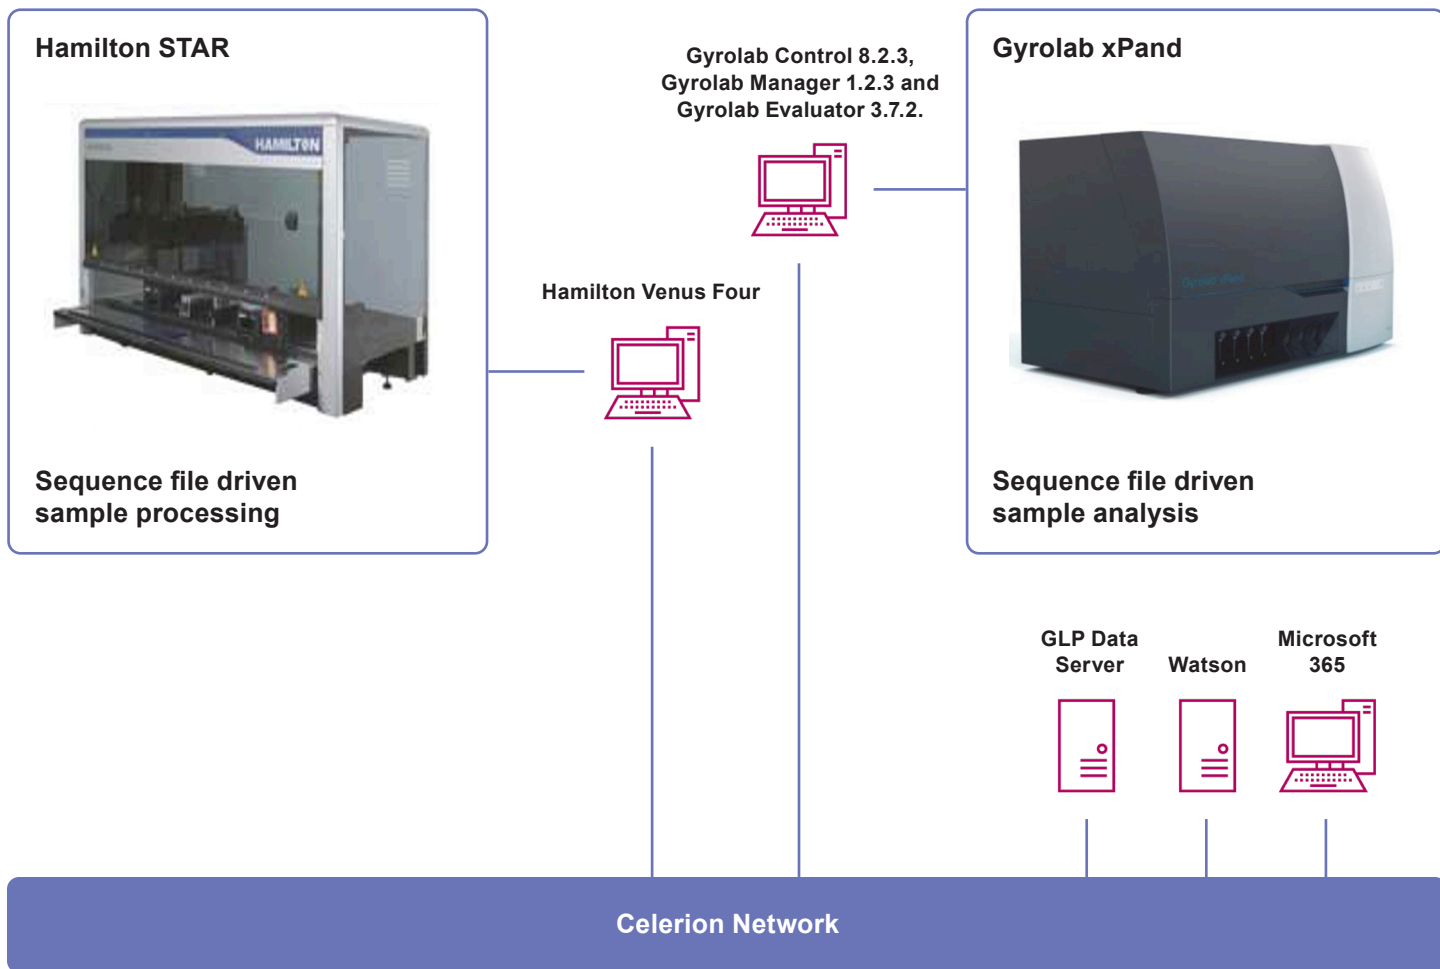 Hamilton STAR
HAMILTON
Sequence file driven
sample processing
Hamilton Venus Four
Gyrolab Control 8.2.3,
Gyrolab Manager 1.2.3 and
Gyrolab Evaluator 3.7.2.
Gyrolab xPand
Gyrolab xPand
Sequence file driven
sample analysis
GLP Data
Server
Watson
Microsoft
365
Celerion Network